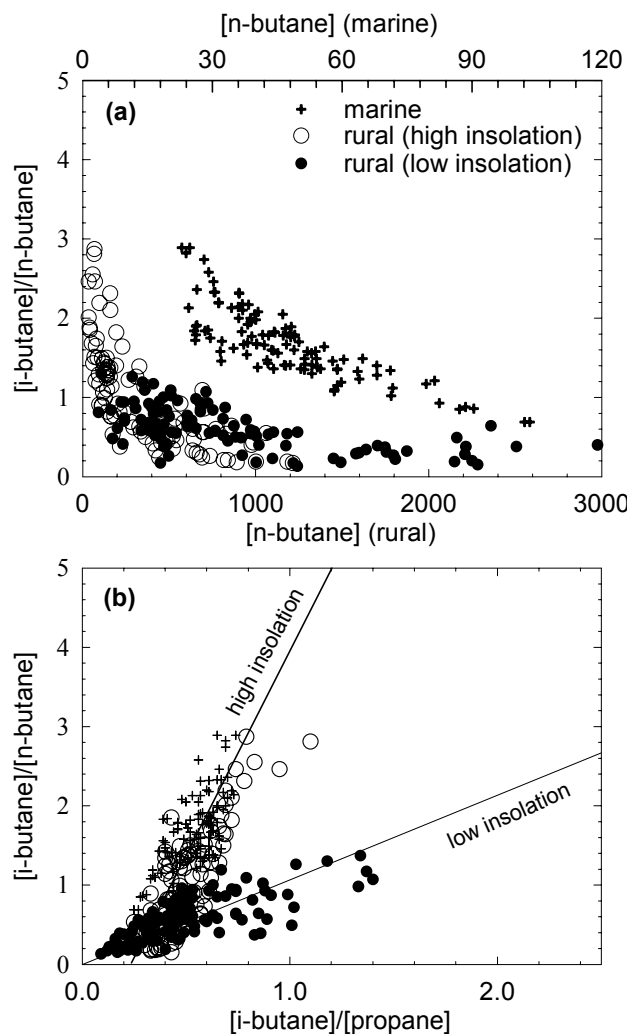 [n-butane] (marine)
0 30 60 90 120
5
4
3
2
1
0
[i-butane]/[n-butane]
(a)
marine
rural (high insolation)
rural (low insolation)
0 1000 2000 3000
[n-butane] (rural)
5
4
3
2
1
0
[i-butane]/[n-butane]
(b)
high insolation
low insolation
0.0 1.0 2.0
[i-butane]/[propane]